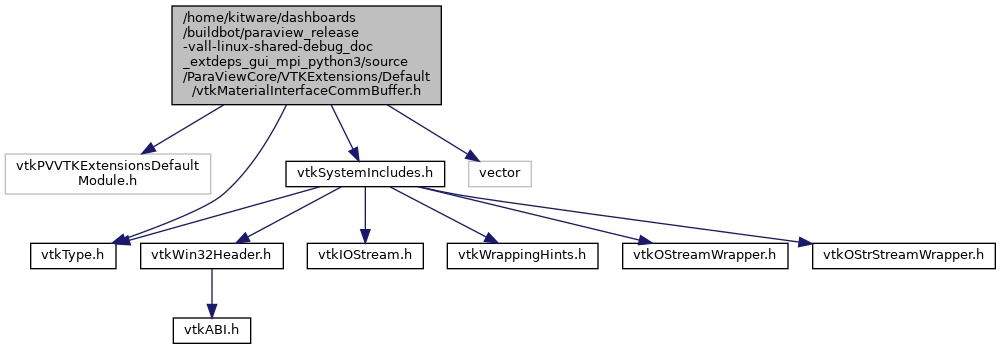 /home/kitware/dashboards
/buildbot/paraview_release
-vall-linux-shared-debug_doc
_extdeps_gui_mpi_python3/source
/ParaViewCore/VTKExtensions/Default
/vtkMaterialInterfaceCommBuffer.h
vtkPVVTKExtensionsDefault
Module.h
vtkSystemIncludes.h
vector
vtkType.h
vtkWin32Header.h
vtkIOStream.h
vtkWrappingHints.h
vtkOStreamWrapper.h
vtkOStrStreamWrapper.h
vtkABI.h